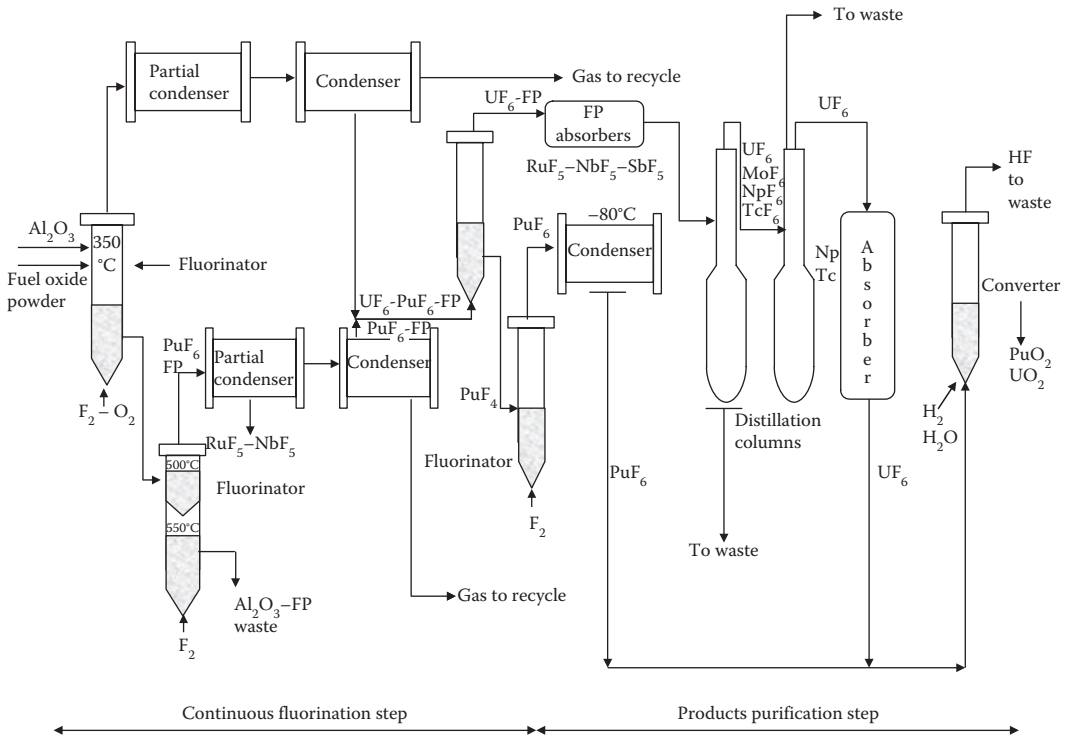 To waste
Partial
condenser
Condenser
Gas to recycle
UF6-FP
FP
absorbers
UF6
RuF5–NbF5–SbF5
UF6
MoF6
NpF6
TcF6
HF
to
waste
Al2O3
350
°C
Fuel oxide
powder
Fluorinator
PuF6
–80°C
Condenser
Np
Tc
Absorber
Converter
UF6-PuF6-FP
PuF6-FP
PuF6
FP
Partial
condenser
Condenser
PuO2
UO2
F2 – O2
PuF4
H2
H2O
Distillation
columns
RuF5–NbF5
500°C
Fluorinator
Fluorinator
PuF6
UF6
550°C
F2
To waste
Al2O3–FP
waste
Gas to recycle
F2
Continuous fluorination step
Products purification step